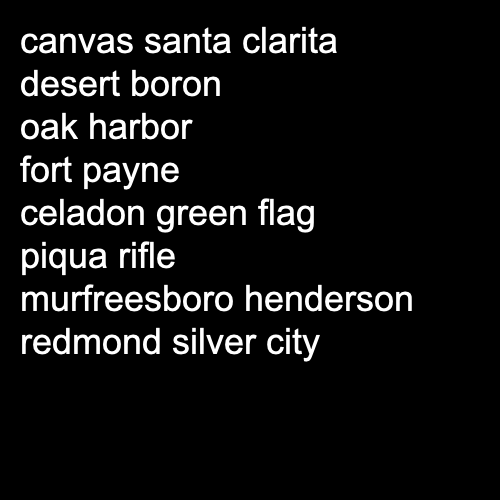 canvas santa clarita
desert boron
oak harbor
fort payne
celadon green flag
piqua rifle
murfreesboro henderson
redmond silver city